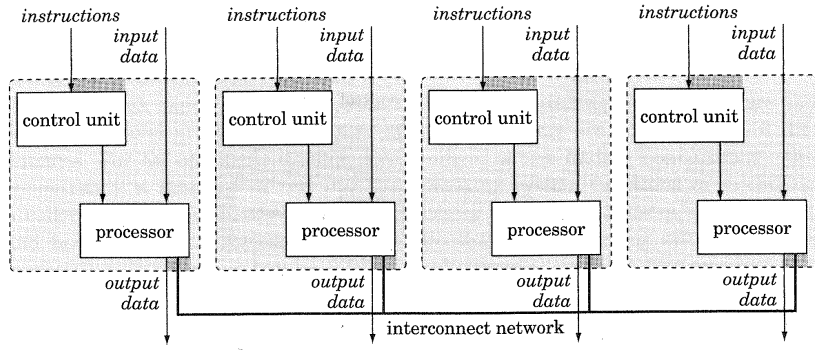 instructions
input
data
control unit
processor
output
data
instructions
input
data
control unit
processor
output
data
instructions
input
data
control unit
processor
output
data
instructions
input
data
control unit
processor
output
data
interconnect network